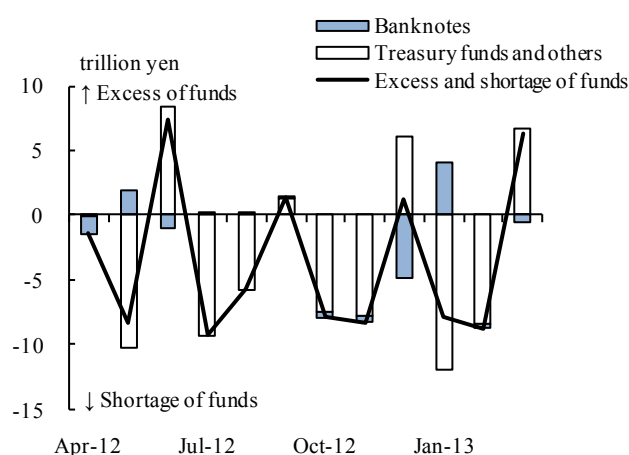 Banknotes
Treasury funds and others
Excess and shortage of funds
trillion yen
↑ Excess of funds
10
5
0
-5
-10
-15
↓ Shortage of funds
Apr-12 Jul-12 Oct-12 Jan-13